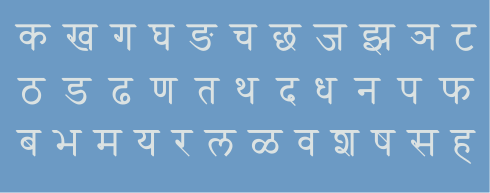 क ख ग घ ङ च छ ज झ ञ ट
ठ ड ढ ण त थ द ध न प फ
ब भ म य र ल ळ व श ष स ह